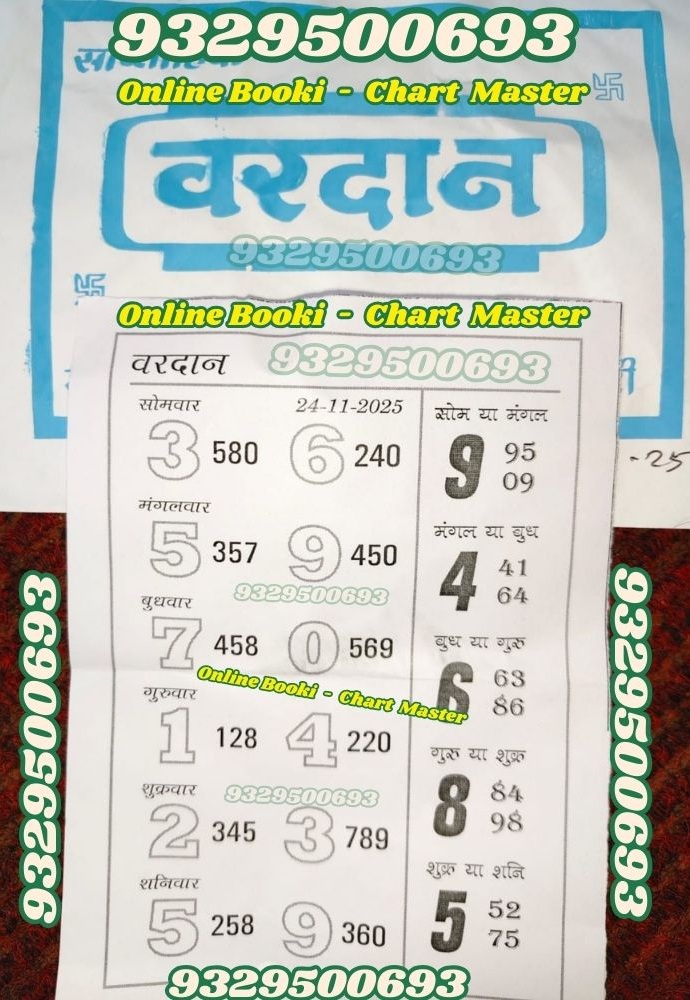 9329500693
Online Booki - Chart Master
वरदान
9329500693
Online Booki - Chart Master
वरदान 9329500693
सोमवार 24-11-2025
3 580 6 240
मंगलवार
5 357 9 450
9329500693
बुधवार
7 458 0 569
Online Booki - Chart Master
गुरुवार
1 128 4 220
शुक्रवार 9329500693
2 345 3 789
शनिवार
5 258 9 360
सोम या मंगल
9 95
09
मंगल या बुध
4 41
64
बुध या गुरू
6 63
86
गुरू या शुक्र
8 84
98
शुक्र या शनि
5 52
75
-25
9329500693
9329500693
9329500693